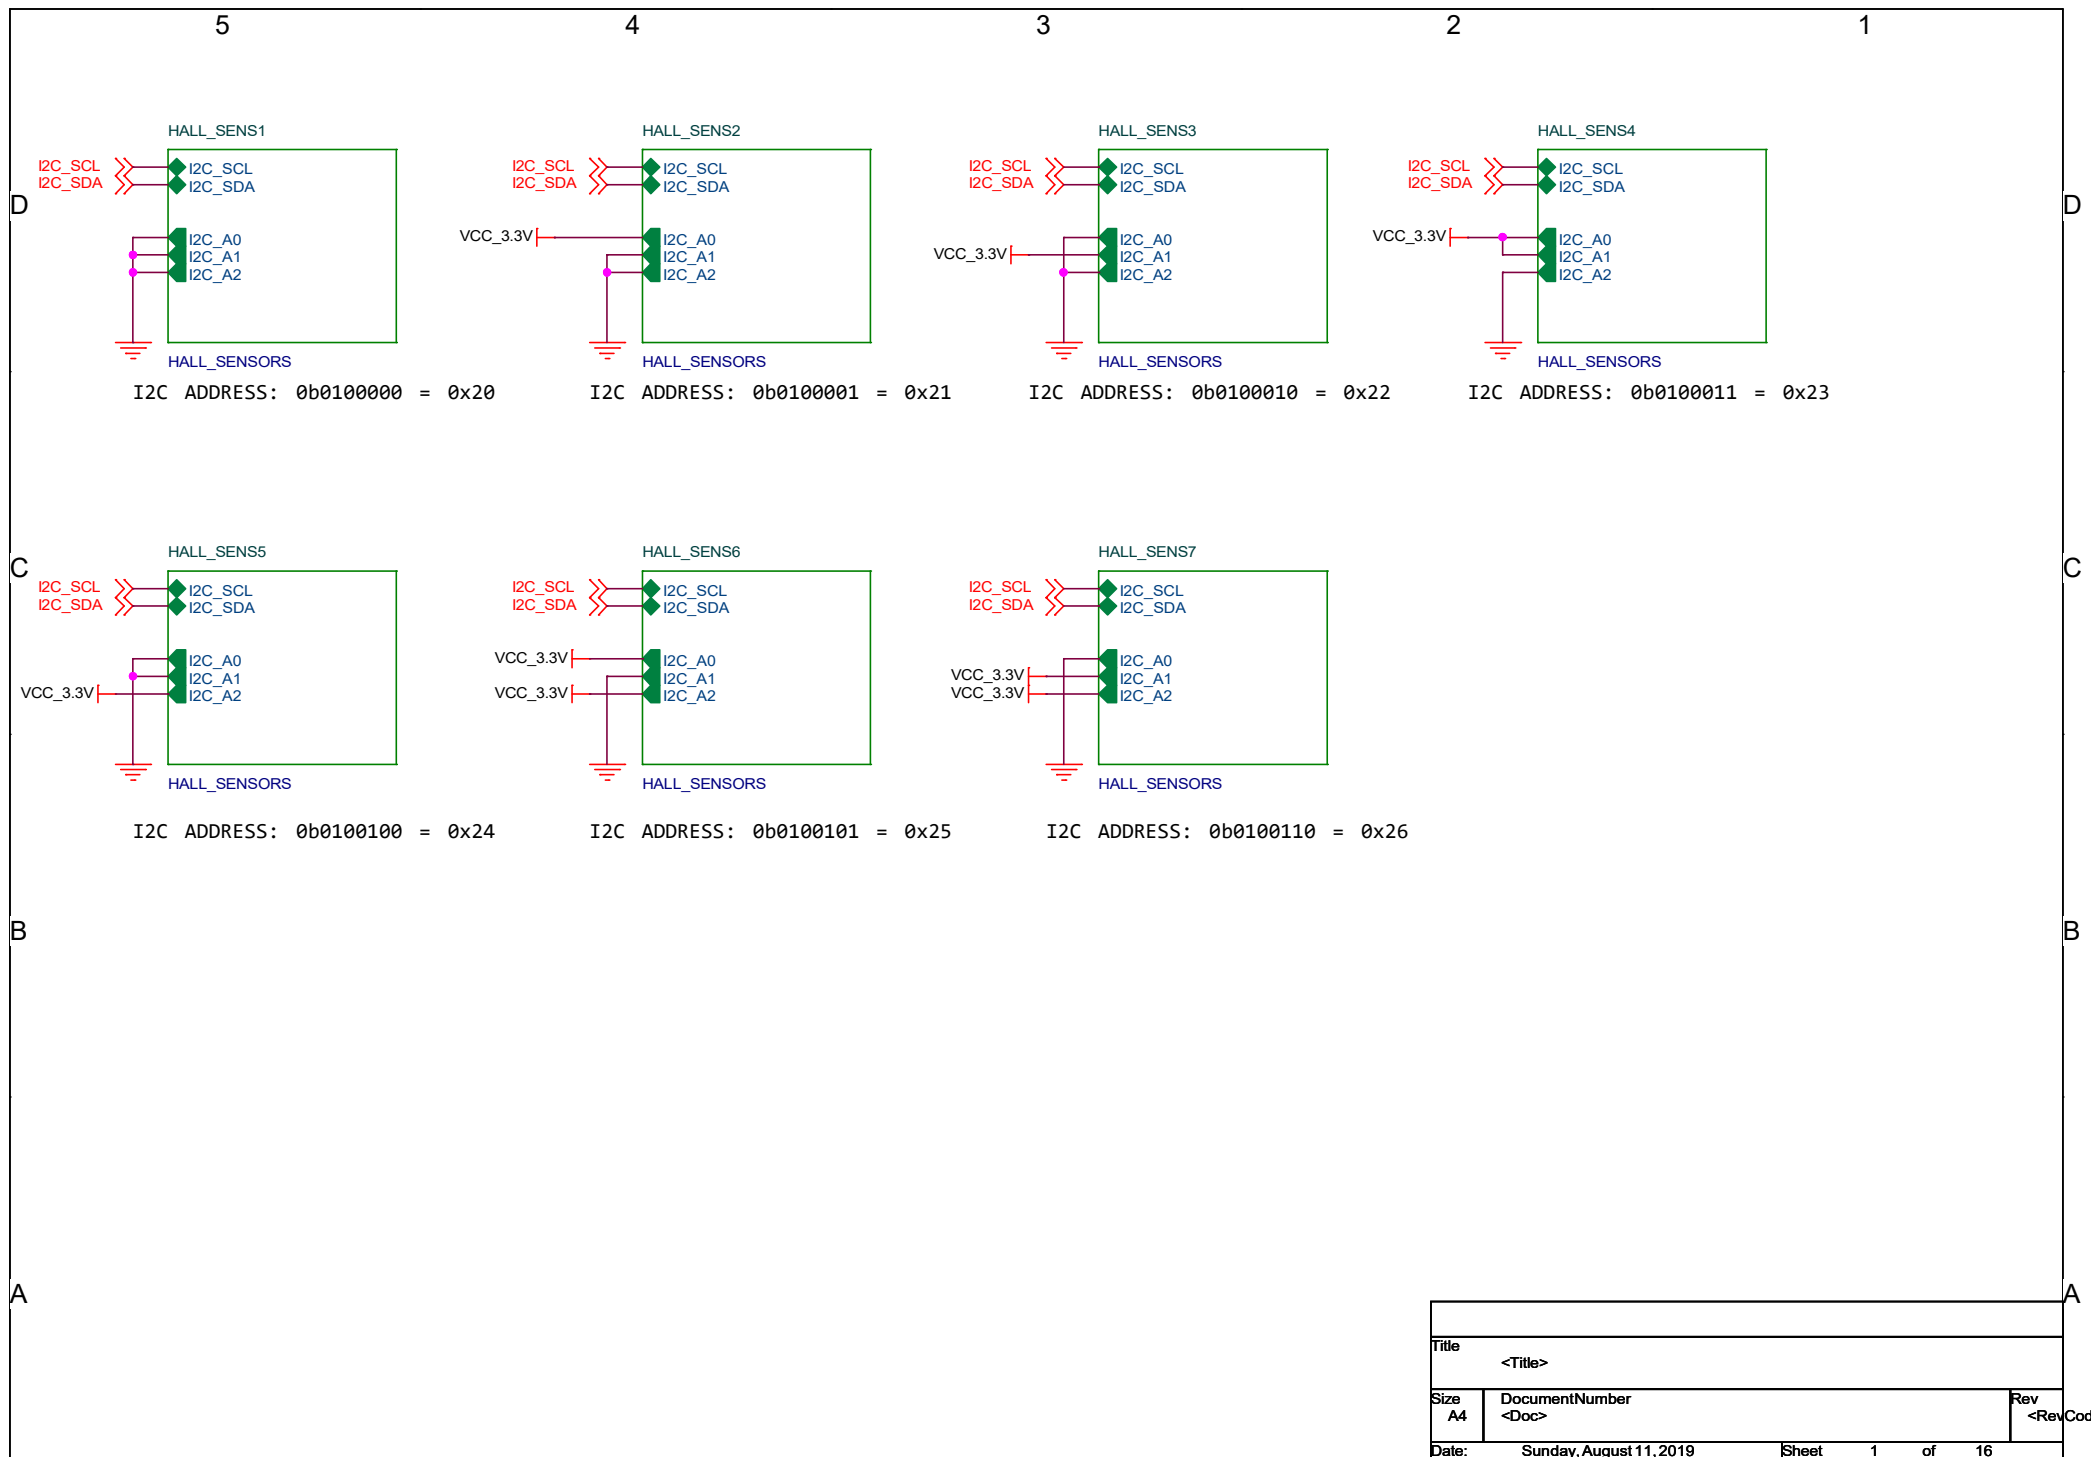 5 4 3 2 1
HALL_SENS1 HALL_SENS2 HALL_SENS3 HALL_SENS4
I2C_SCL I2C_SCL I2C_SCL I2C_SCL I2C_SCL I2C_SCL I2C_SCL I2C_SCL
I2C_SDA I2C_SDA I2C_SDA I2C_SDA I2C_SDA I2C_SDA I2C_SDA I2C_SDA
D D
I2C_A0 VCC_3.3V I2C_A0 I2C_A0 VCC_3.3V I2C_A0
I2C_A1 I2C_A1 VCC_3.3V I2C_A1 I2C_A1
I2C_A2 I2C_A2 I2C_A2 I2C_A2
HALL_SENSORS HALL_SENSORS HALL_SENSORS HALL_SENSORS
I2C ADDRESS: 0b0100000 = 0x20 I2C ADDRESS: 0b0100001 = 0x21 I2C ADDRESS: 0b0100010 = 0x22 I2C ADDRESS: 0b0100011 = 0x23
HALL_SENS5 HALL_SENS6 HALL_SENS7
C C
I2C_SCL I2C_SCL I2C_SCL I2C_SCL I2C_SCL I2C_SCL
I2C_SDA I2C_SDA I2C_SDA I2C_SDA I2C_SDA I2C_SDA
I2C_A0 VCC_3.3V I2C_A0 I2C_A0
I2C_A1 I2C_A1 VCC_3.3V I2C_A1
VCC_3.3V I2C_A2 VCC_3.3V I2C_A2 VCC_3.3V I2C_A2
HALL_SENSORS HALL_SENSORS HALL_SENSORS
I2C ADDRESS: 0b0100100 = 0x24 I2C ADDRESS: 0b0100101 = 0x25 I2C ADDRESS: 0b0100110 = 0x26
B B
A A
Title
<Title>
Size Document Number Rev
A4 <Doc> <RevCod
Date: Sunday, August 11, 2019 Sheet 1 of 16